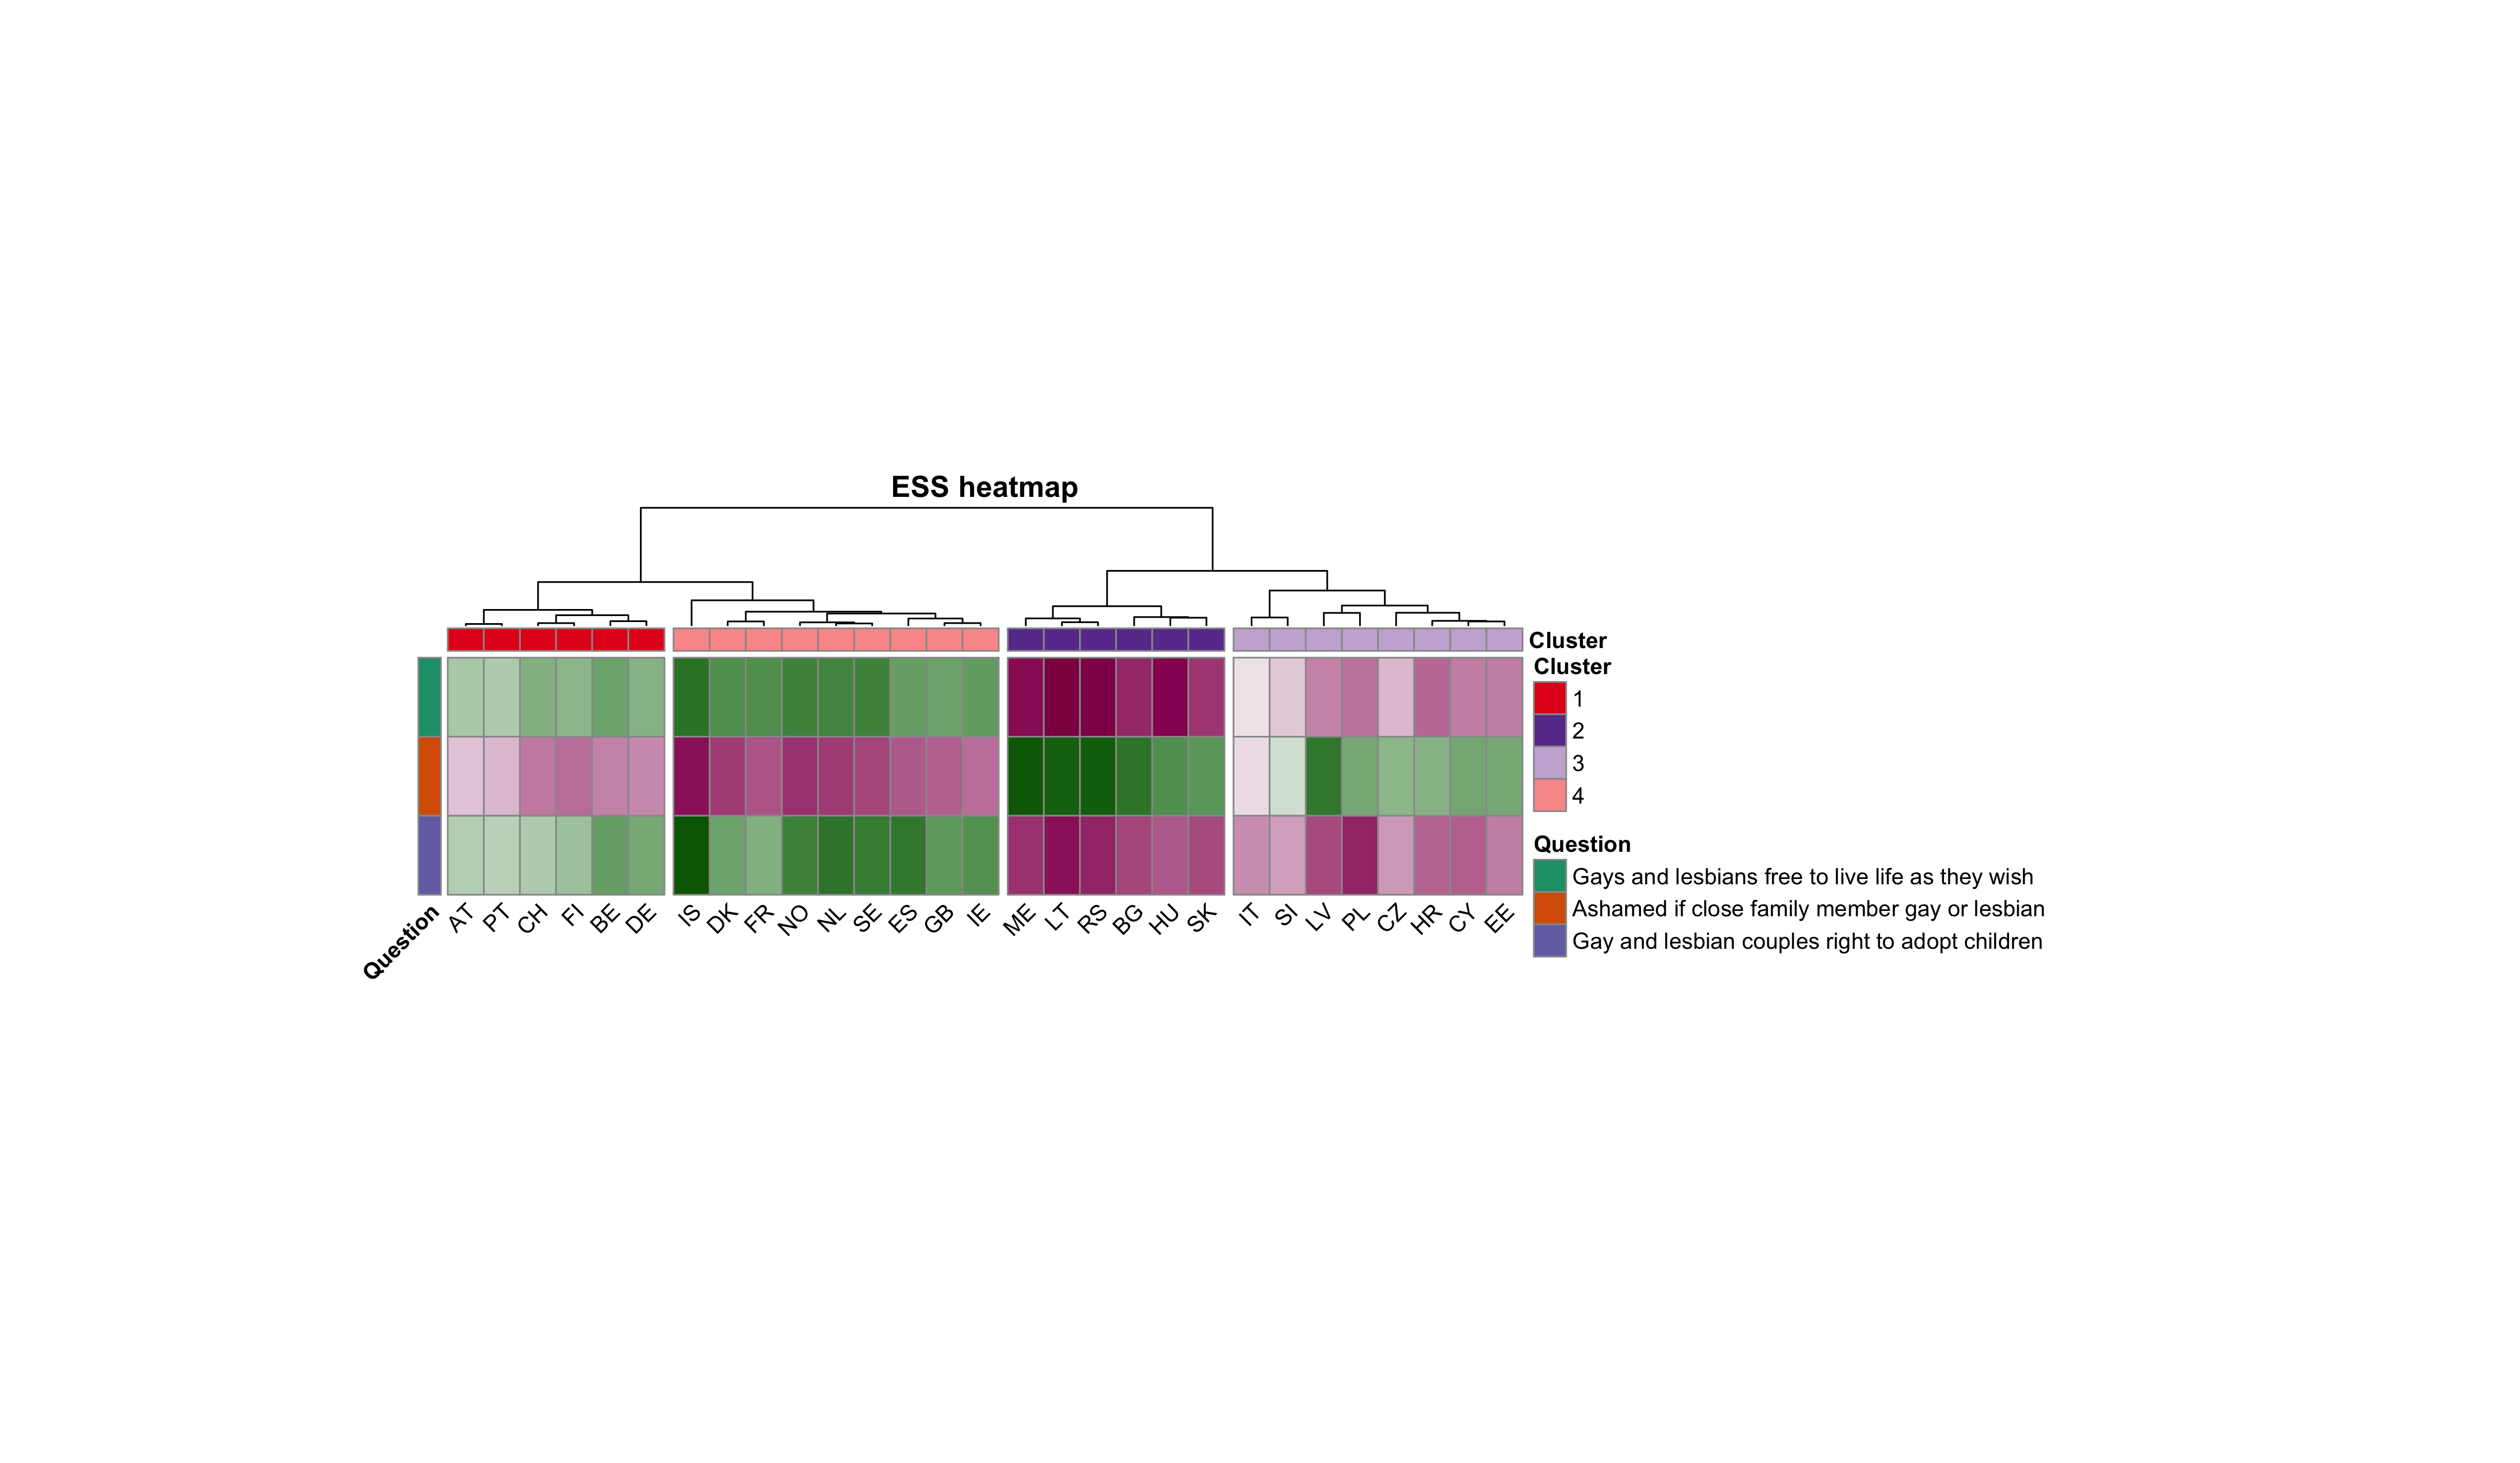 ESS heatmap
Cluster
Cluster
1
2
3
4
Question
Gays and lesbians free to live life as they wish
Ashamed if close family member gay or lesbian
Gay and lesbian couples right to adopt children
Question AT PT CH FI BE DE IS DK FR NO NL SE ES GB IE ME LT RS BG HU SK IT SI LV PL CZ HR CY EE